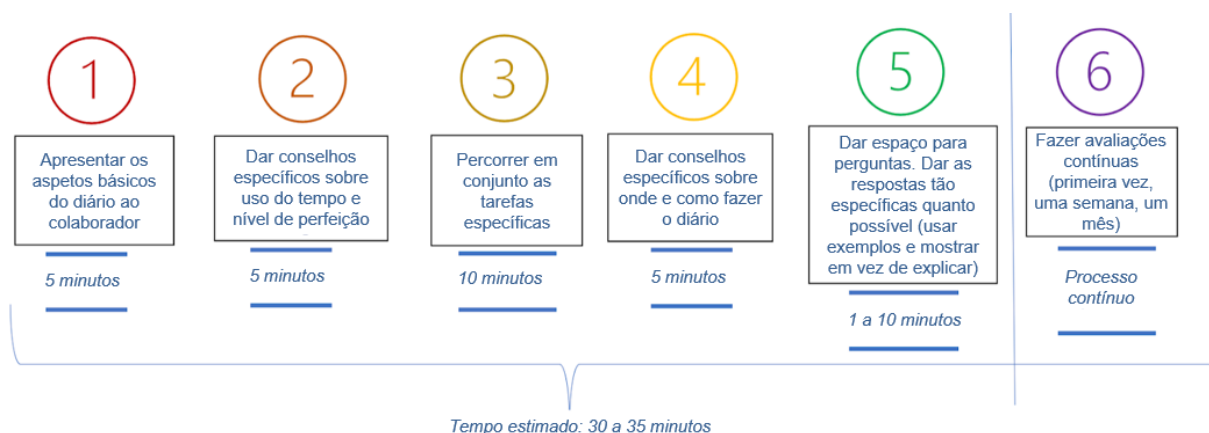 1
Apresentar os
aspetos básicos
do diário ao
colaborador
5 minutos
2
Dar conselhos
específicos sobre
uso do tempo e
nível de perfeição
5 minutos
3
Percorrer em
conjunto as
tarefas
específicas
10 minutos
4
Dar conselhos
específicos sobre
onde e como fazer
o diário
5 minutos
5
Dar espaço para
perguntas. Dar as
respostas tão
específicas quanto
possível (usar
exemplos e mostrar
em vez de explicar)
1 a 10 minutos
6
Fazer avaliações
contínuas
(primeira vez,
uma semana, um
mês)
Processo
contínuo
Tempo estimado: 30 a 35 minutos